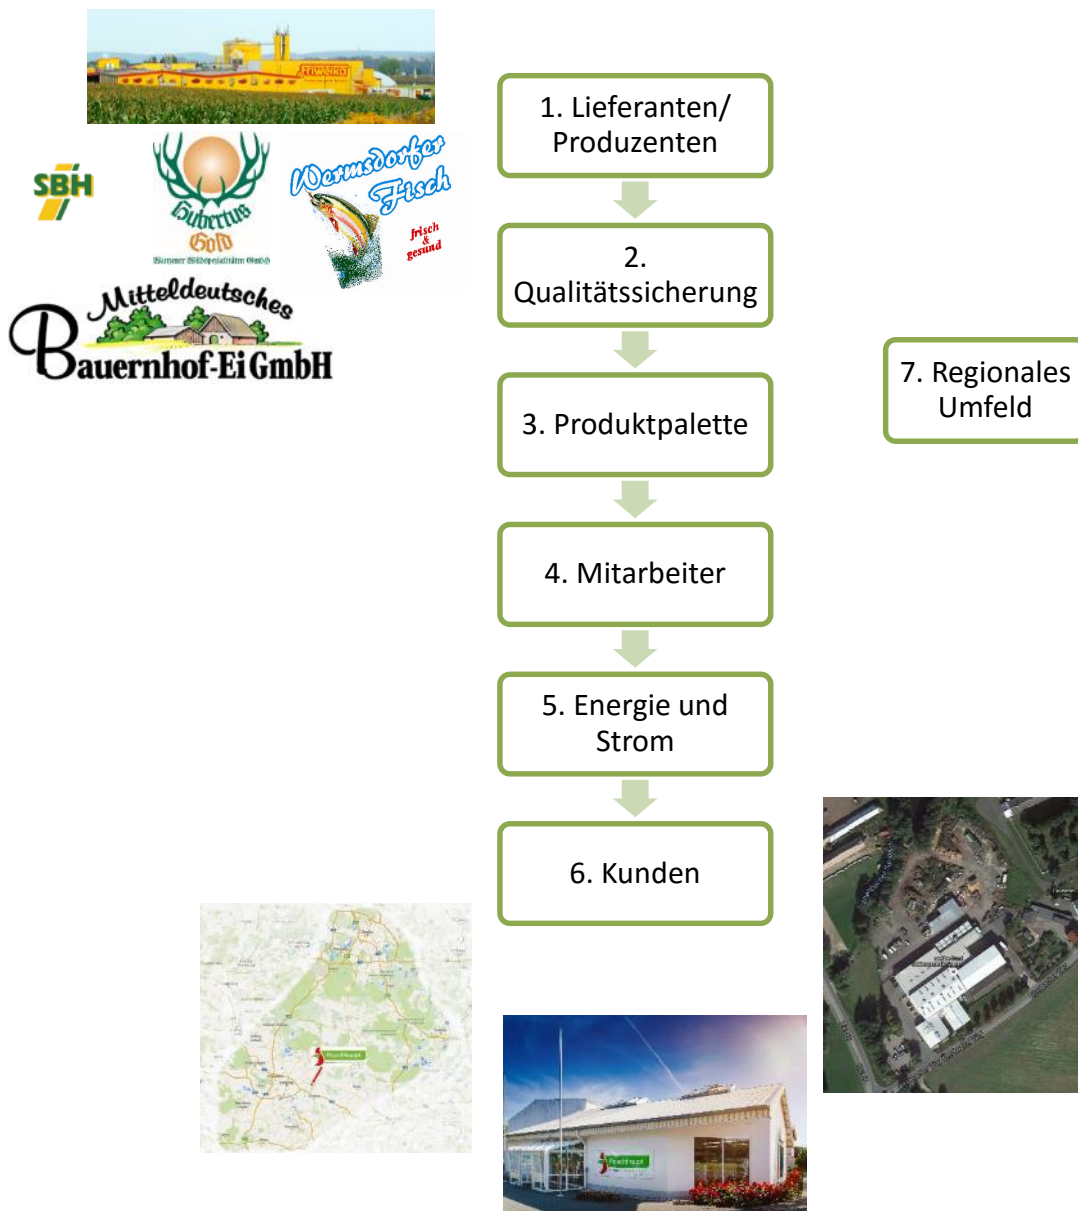 friweika
SBH
Hubertus
Gold
Wermsdorfer
Fisch
frisch
&
gesund
Mitteldeutsches
Bauernhof-Ei GmbH
1. Lieferanten/
Produzenten
2.
Qualitätssicherung
3. Produktpalette
4. Mitarbeiter
5. Energie und
Strom
6. Kunden
7. Regionales
Umfeld